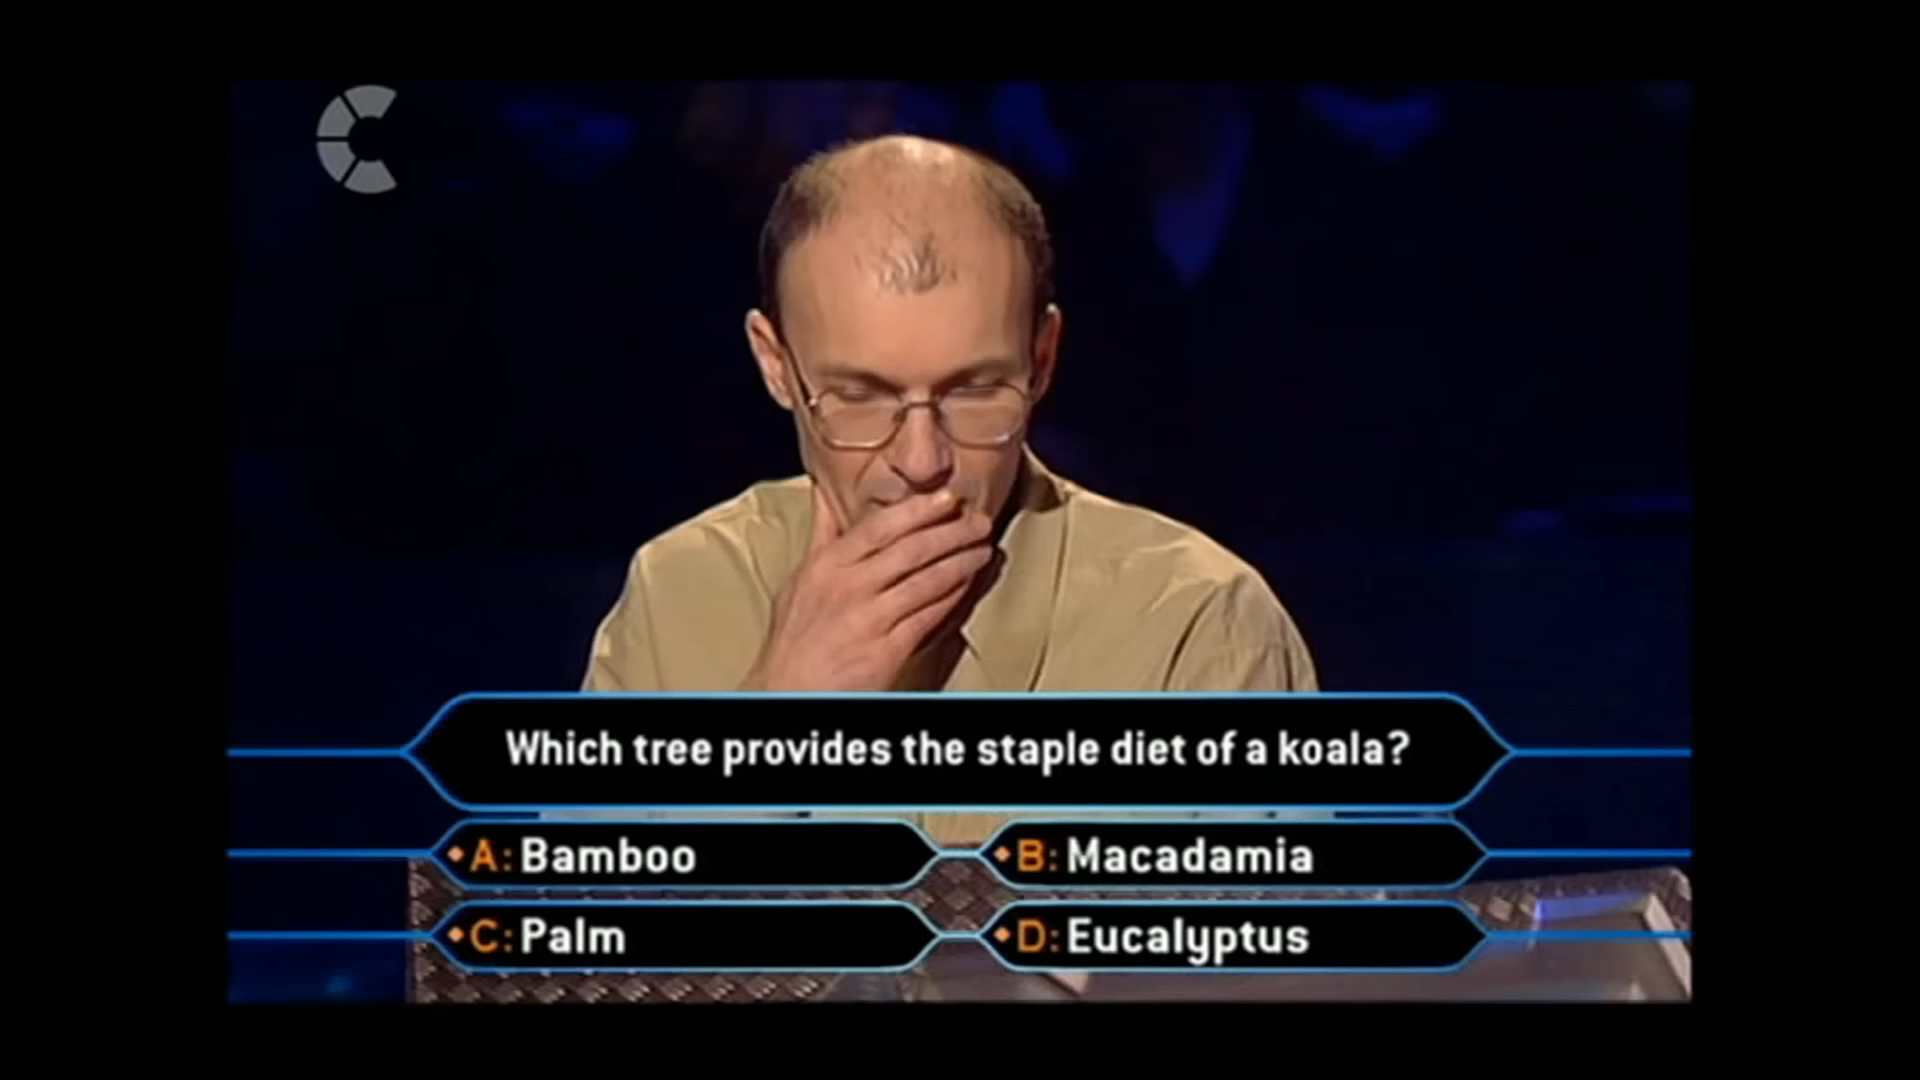 Which tree provides the staple diet of a koala?
A: Bamboo
B: Macadamia
C: Palm
D: Eucalyptus